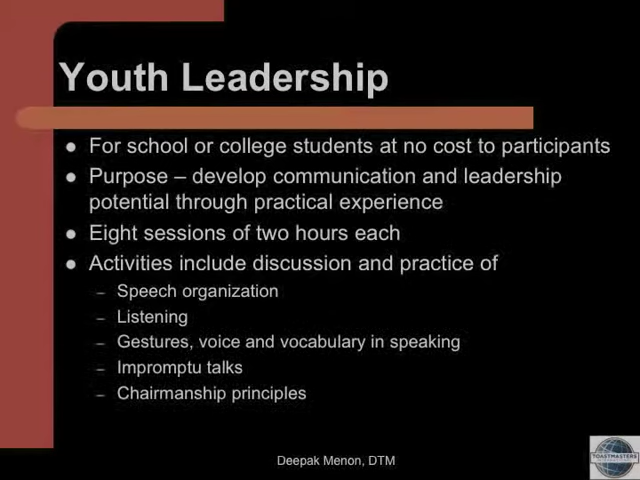 Youth Leadership
● For school or college students at no cost to participants
● Purpose – develop communication and leadership
potential through practical experience
● Eight sessions of two hours each
● Activities include discussion and practice of
– Speech organization
– Listening
– Gestures, voice and vocabulary in speaking
– Impromptu talks
– Chairmanship principles
Deepak Menon, DTM
TOASTMASTERS